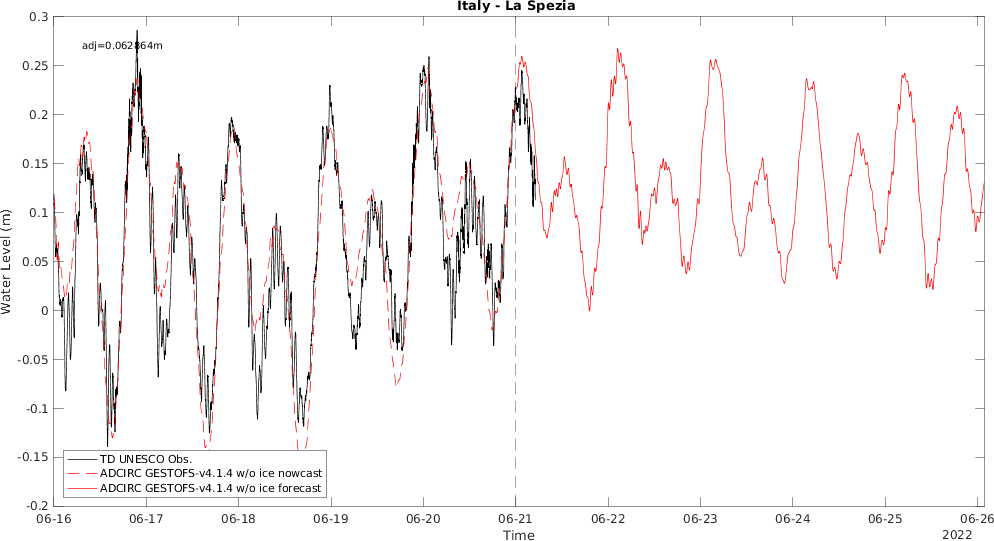 Italy - La Spezia
adj=0.062864m
Water Level (m)
0.3
0.25
0.2
0.15
0.1
0.05
0
-0.05
-0.1
-0.15
-0.2
TD UNESCO Obs.
ADCIRC GESTOFS-v4.1.4 w/o ice nowcast
ADCIRC GESTOFS-v4.1.4 w/o ice forecast
06-16 06-17 06-18 06-19 06-20 06-21 06-22 06-23 06-24 06-25 06-26
Time
2022